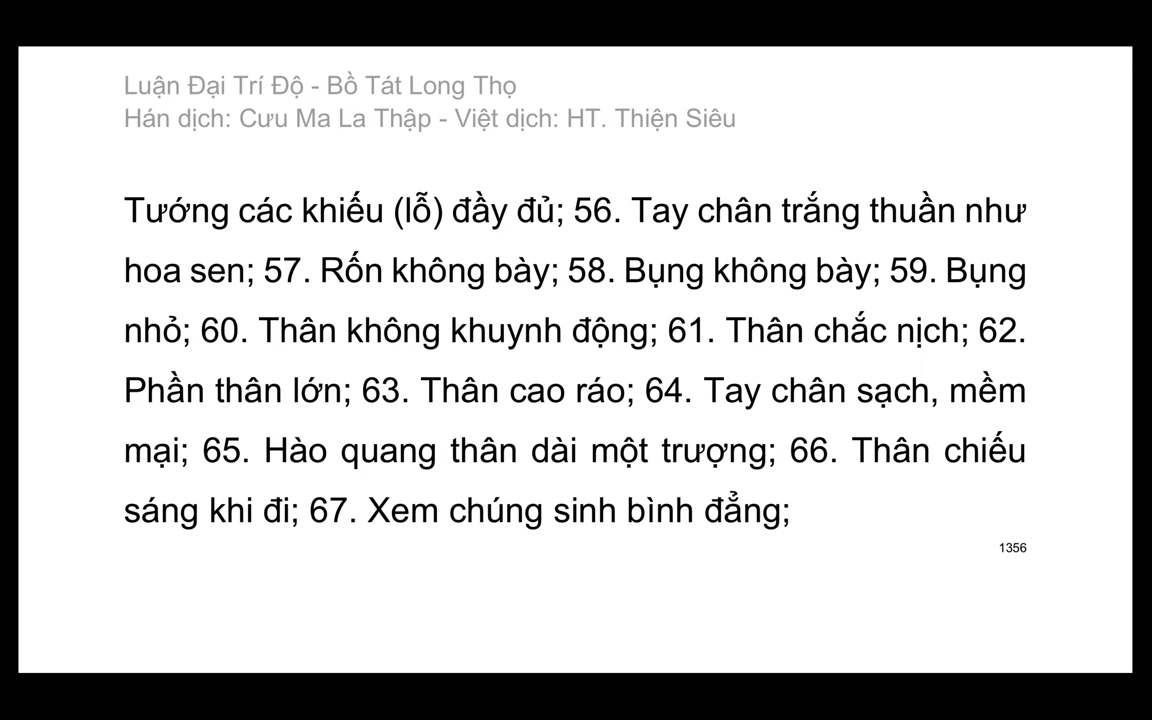 Luận Đại Trí Độ - Bồ Tát Long Thọ
Hán dịch: Cưu Ma La Thập - Việt dịch: HT. Thiện Siêu
Tướng các khiếu (lỗ) đầy đủ; 56. Tay chân trắng thuần như
hoa sen; 57. Rốn không bày; 58. Bụng không bày; 59. Bụng
nhỏ; 60. Thân không khuynh động; 61. Thân chắc nịch; 62.
Phần thân lớn; 63. Thân cao ráo; 64. Tay chân sạch, mềm
mại; 65. Hào quang thân dài một trượng; 66. Thân chiếu
sáng khi đi; 67. Xem chúng sinh bình đẳng;
1356